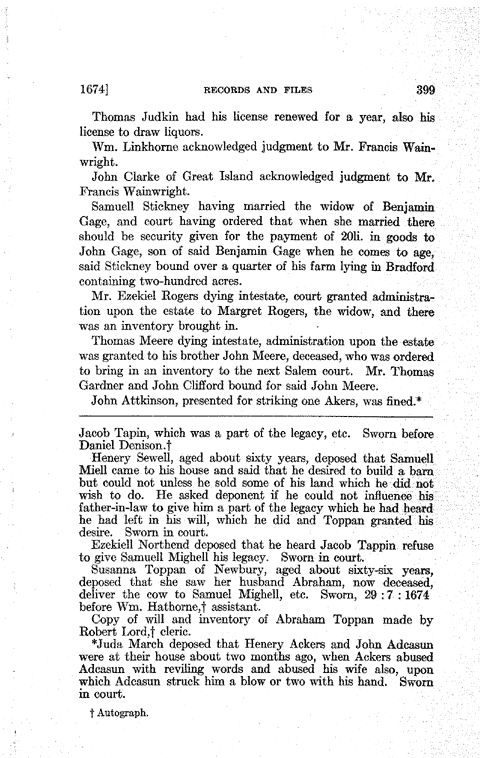 1674] RECORDS AND FILES 399
Thomas Judkin had his license renewed for a year, also his
license to draw liquors.
Wm. Linkhorne acknowledged judgment to Mr. Francis Wain-
wright.
John Clarke of Great Island acknowledged judgment to Mr.
Francis Wainwright.
Samuell Stickney having married the widow of Benjamin
Gage, and court having ordered that when she married there
should be security given for the payment of 20li. in goods to
John Gage, son of said Benjamin Gage when he comes to age,
said Stickney bound over a quarter of his farm lying in Bradford
containing two-hundred acres.
Mr. Ezekiel Rogers dying intestate, court granted administra-
tion upon the estate to Margret Rogers, the widow, and there
was an inventory brought in.
Thomas Meere dying intestate, administration upon the estate
was granted to his brother John Meere, deceased, who was ordered
to bring in an inventory to the next Salem court. Mr. Thomas
Gardner and John Clifford bound for said John Meere.
John Attkinson, presented for striking one Akers, was fined.*
Jacob Tapin, which was a part of the legacy, etc. Sworn before
Daniel Denison.†
Henery Sewell, aged about sixty years, deposed that Samuell
Miell came to his house and said that he desired to build a barn
but could not unless he sold some of his land which he did not
wish to do. He asked deponent if he could not influence his
father-in-law to give him a part of the legacy which he had heard
he had left in his will, which he did and Toppan granted his
desire. Sworn in court.
Ezekiell Northend deposed that he heard Jacob Tappin refuse
to give Samuell Mighell his legacy. Sworn in court.
Susanna Toppan of Newbury, aged about sixty-six years,
deposed that she saw her husband Abraham, now deceased,
deliver the cow to Samuel Mighell, etc. Sworn, 29 : 7 : 1674
before Wm. Hathorne,† assistant.
Copy of will and inventory of Abraham Toppan made by
Robert Lord,† cleric.
*Juda March deposed that Henery Ackers and John Adcasun
were at their house about two months ago, when Ackers abused
Adcasun with reviling words and abused his wife also, upon
which Adcasun struck him a blow or two with his hand. Sworn
in court.
† Autograph.